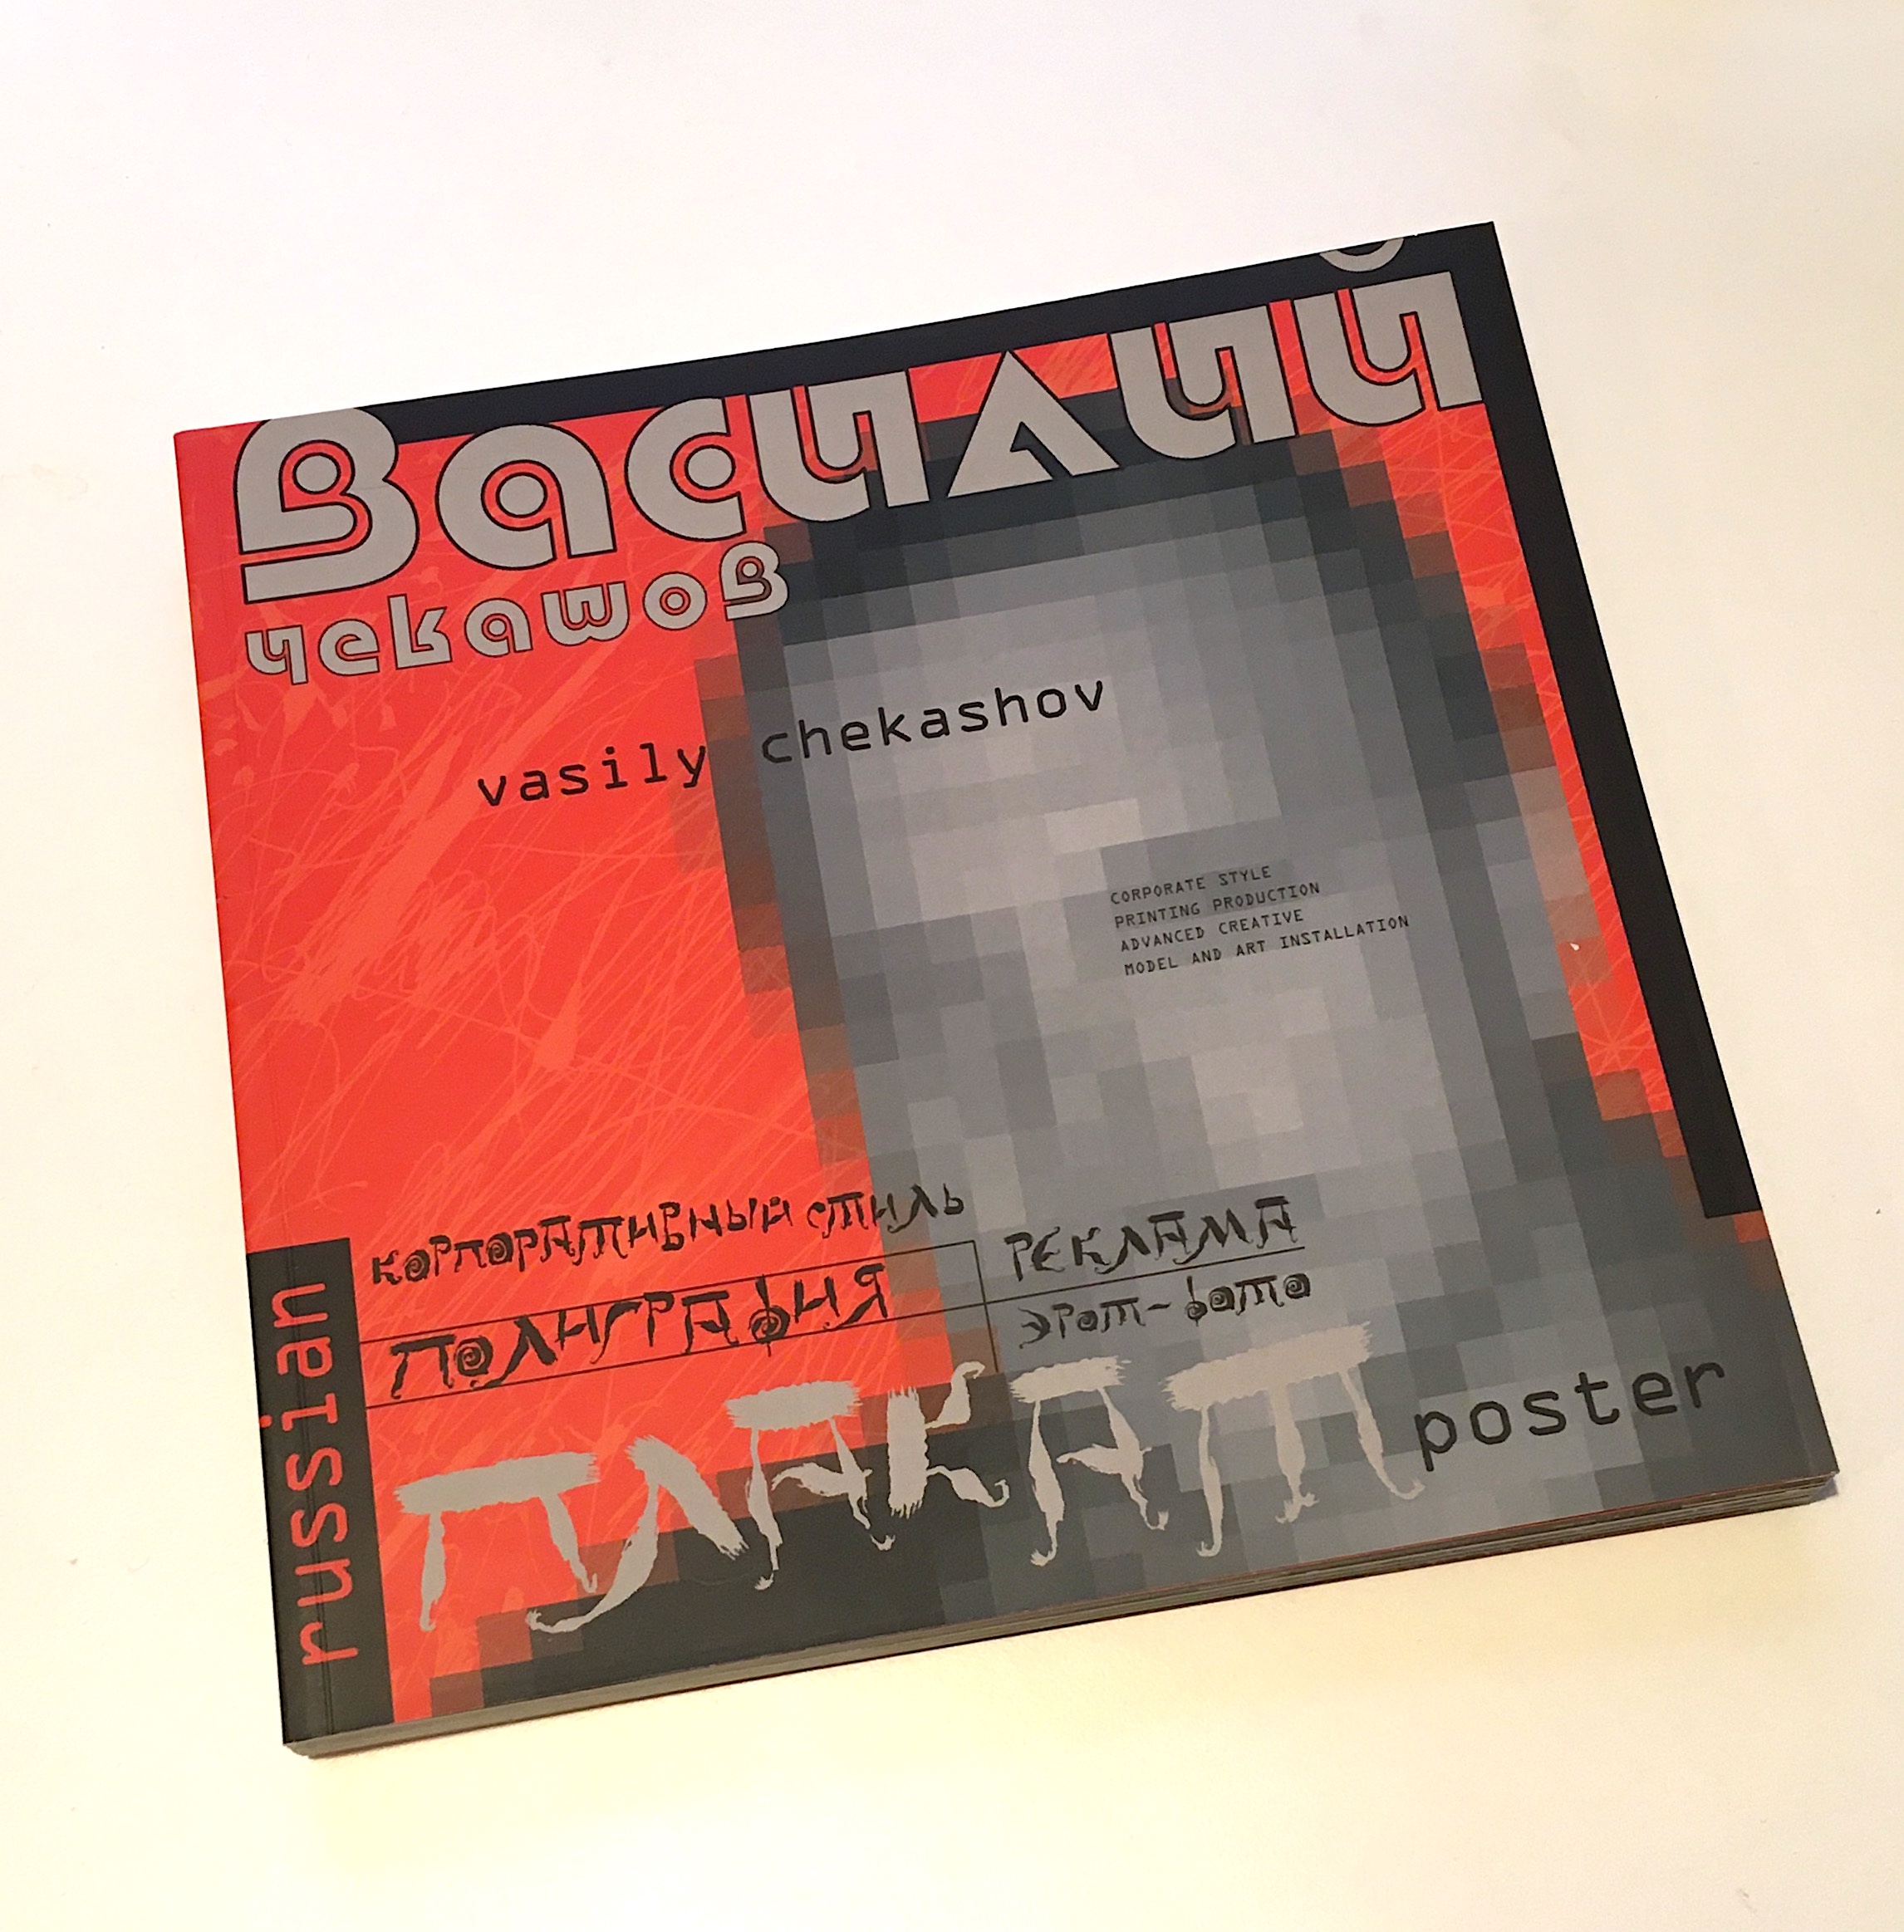 Василий
чекашов
vasily chekashov
CORPORATE STYLE
PRINTING PRODUCTION
ADVANCED CREATIVE
MODEL AND ART INSTALLATION
корпоративный стиль
полиграфия
реклама
эрот-фото
плакат
poster
russian